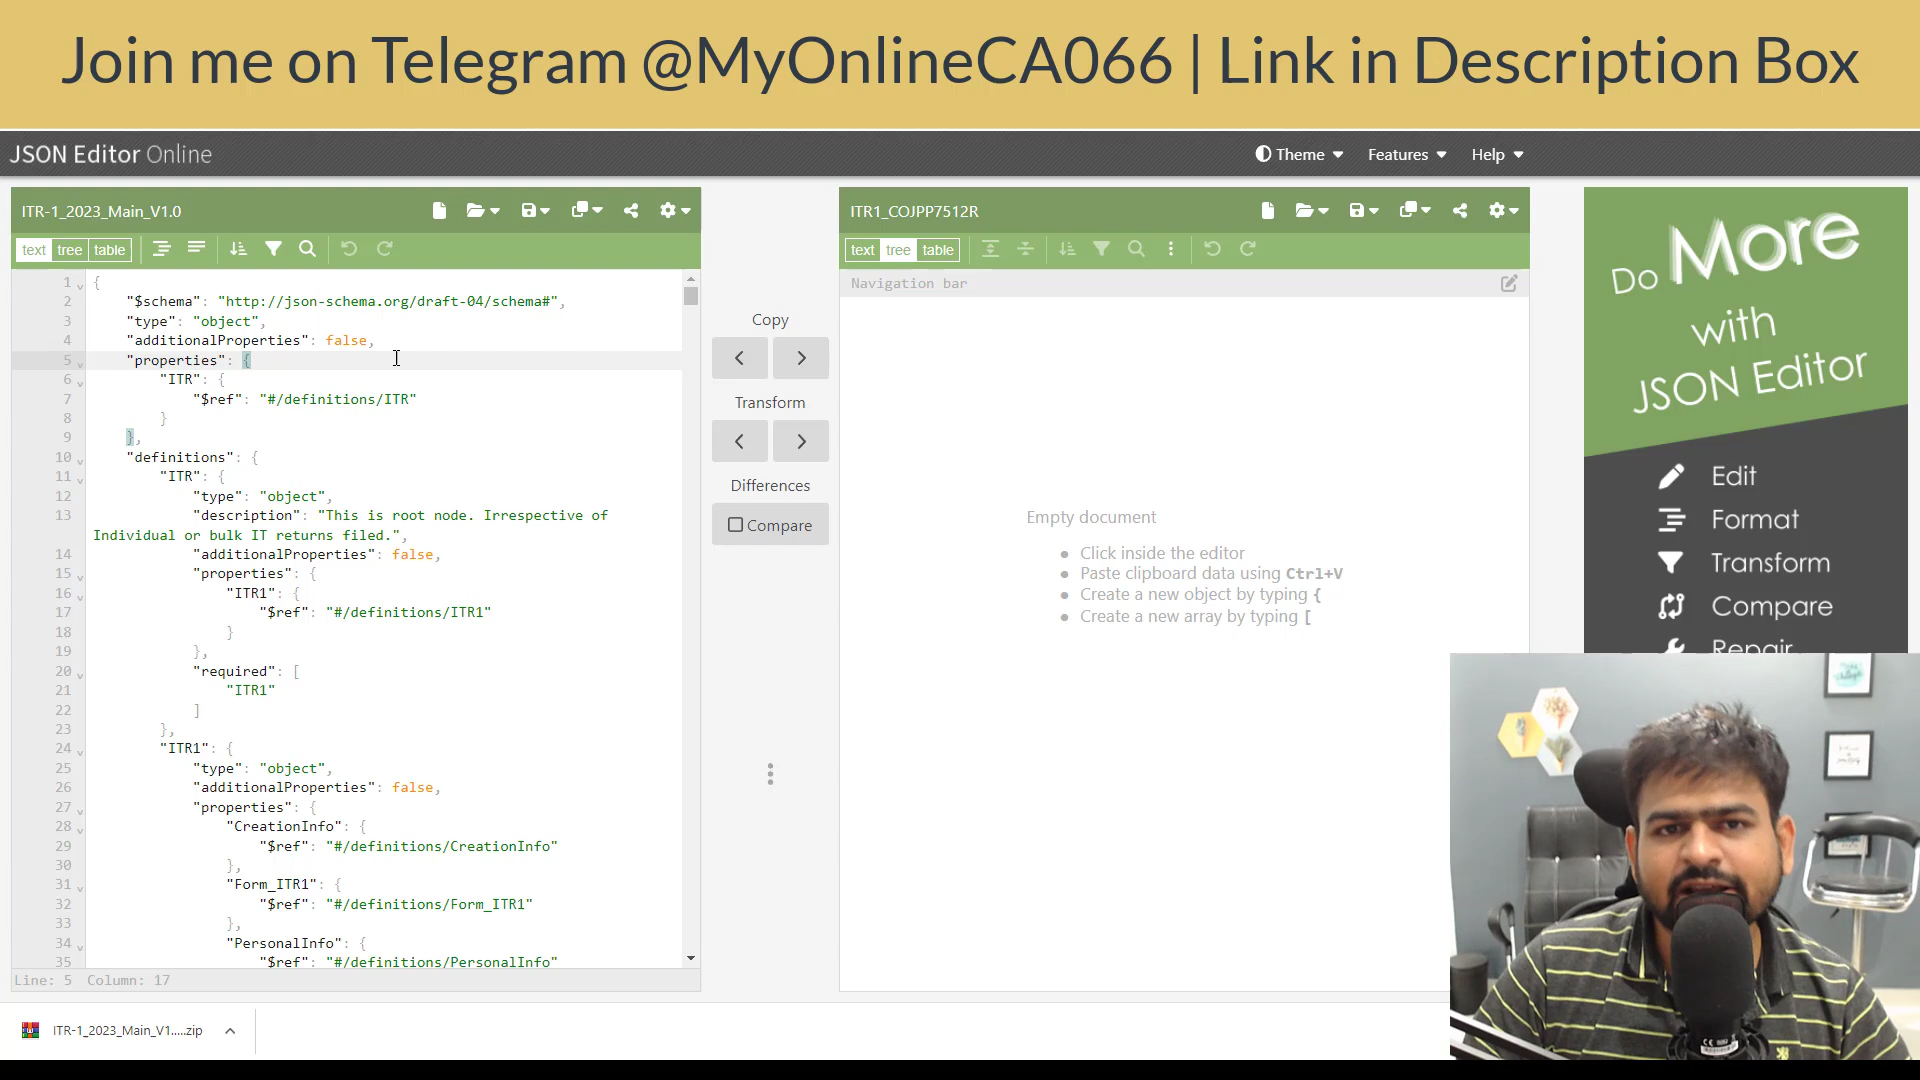 Join me on Telegram @MyOnlineCA066 | Link in Description Box
JSON Editor Online
Theme
Features
Help
ITR-1_2023_Main_V1.0
text tree table
1 {
2 "$schema": "http://json-schema.org/draft-04/schema#",
3 "type": "object",
4 "additionalProperties": false,
5 "properties": {
6 "ITR": {
7 "$ref": "#/definitions/ITR"
8 }
9 },
10 "definitions": {
11 "ITR": {
12 "type": "object",
13 "description": "This is root node. Irrespective of
Individual or bulk IT returns filed.",
14 "additionalProperties": false,
15 "properties": {
16 "ITR1": {
17 "$ref": "#/definitions/ITR1"
18 }
19 },
20 "required": [
21 "ITR1"
22 ]
23 },
24 "ITR1": {
25 "type": "object",
26 "additionalProperties": false,
27 "properties": {
28 "CreationInfo": {
29 "$ref": "#/definitions/CreationInfo"
30 },
31 "Form_ITR1": {
32 "$ref": "#/definitions/Form_ITR1"
33 },
34 "PersonalInfo": {
35 "$ref": "#/definitions/PersonalInfo"
Line: 5 Column: 17
Copy
Transform
Differences
Compare
ITR1_COJPP7512R
text tree table
Navigation bar
Empty document
Click inside the editor
Paste clipboard data using Ctrl+V
Create a new object by typing {
Create a new array by typing [
Do More
with
JSON Editor
Edit
Format
Transform
Compare
Repair
ITR-1_2023_Main_V1.....zip